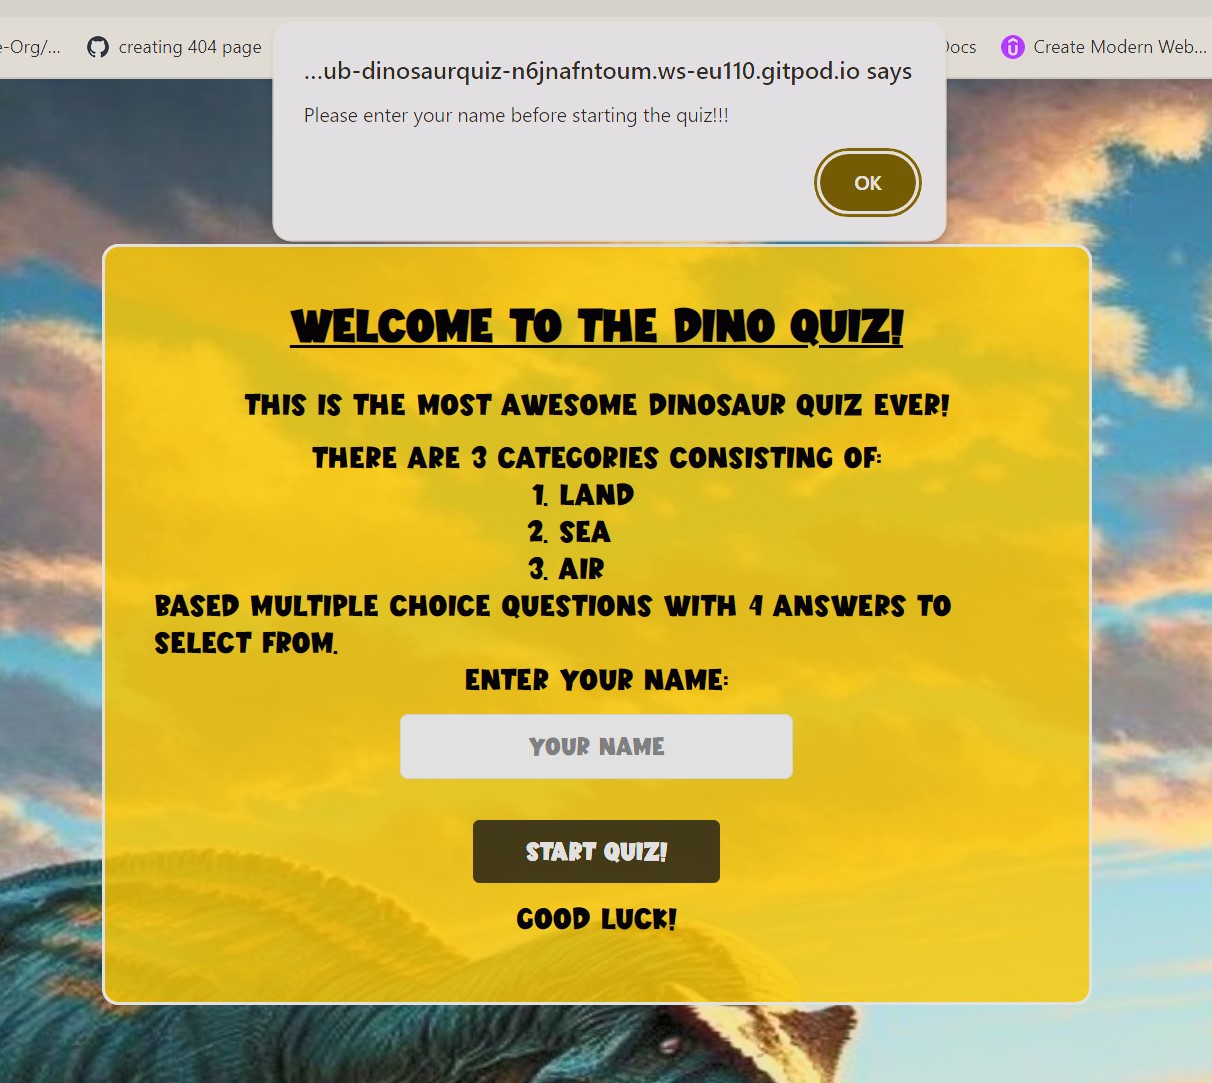 e-Org/...
creating 404 page
Docs
Create Modern Web...
...ub-dinosaurquiz-n6jnafntoum.ws-eu110.gitpod.io says
Please enter your name before starting the quiz!!!
OK
WELCOME TO THE DINO QUIZ!
THIS IS THE MOST AWESOME DINOSAUR QUIZ EVER!
THERE ARE 3 CATEGORIES CONSISTING OF:
1. LAND
2. SEA
3. AIR
BASED MULTIPLE CHOICE QUESTIONS WITH 4 ANSWERS TO
SELECT FROM.
ENTER YOUR NAME:
YOUR NAME
START QUIZ!
GOOD LUCK!